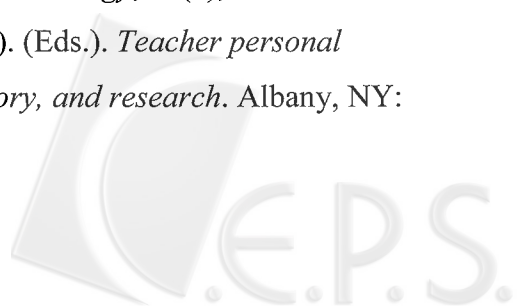 ). (Eds.). Teacher personal
ory, and research. Albany, NY:
C.E.P.S.